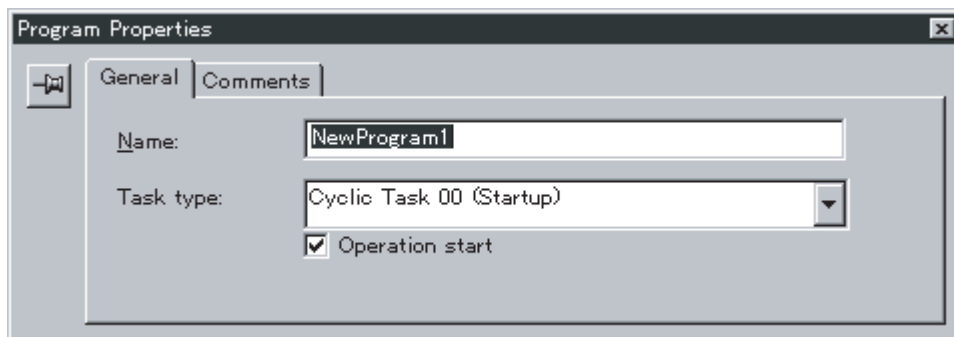 Program Properties
General Comments
Name: NewProgram1
Task type: Cyclic Task 00 (Startup)
Operation start